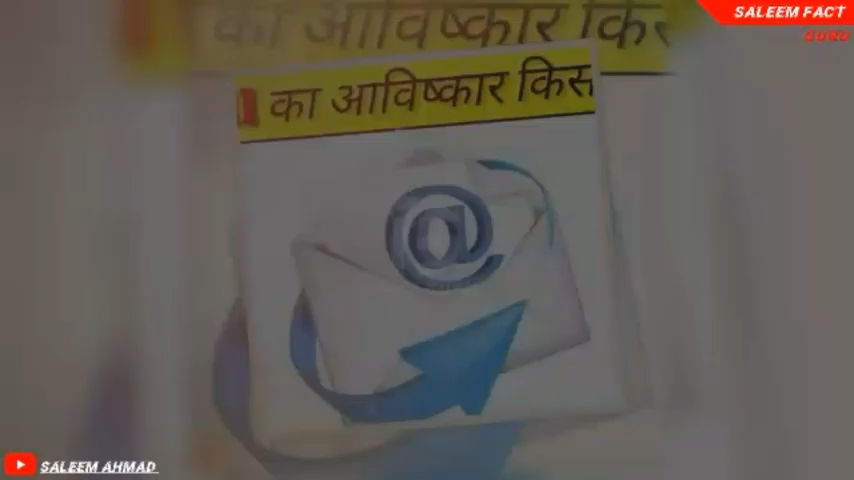 SALEEM FACT
GURU
का आविष्कार किस
का आविष्कार किस
@
SALEEM AHMAD